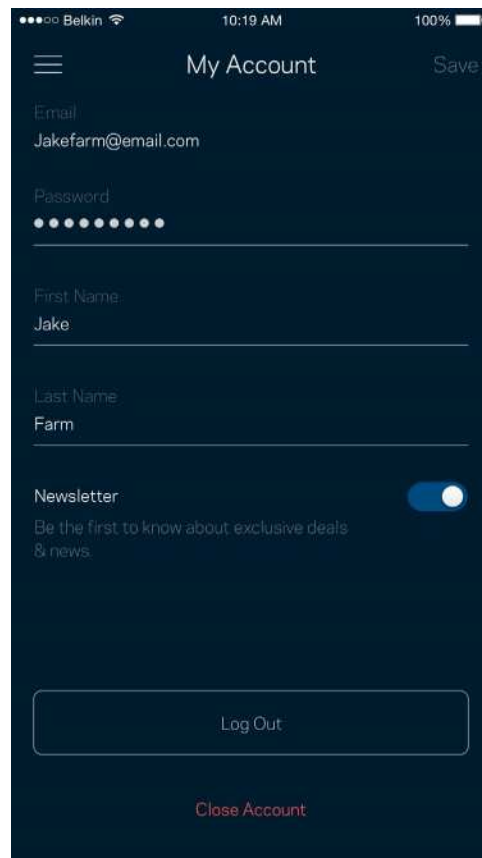 Belkin 10:19 AM 100%
My Account Save
Email
Jakefarm@email.com
Password
●●●●●●●●●
First Name
Jake
Last Name
Farm
Newsletter
Be the first to know about exclusive deals
& news.
Log Out
Close Account